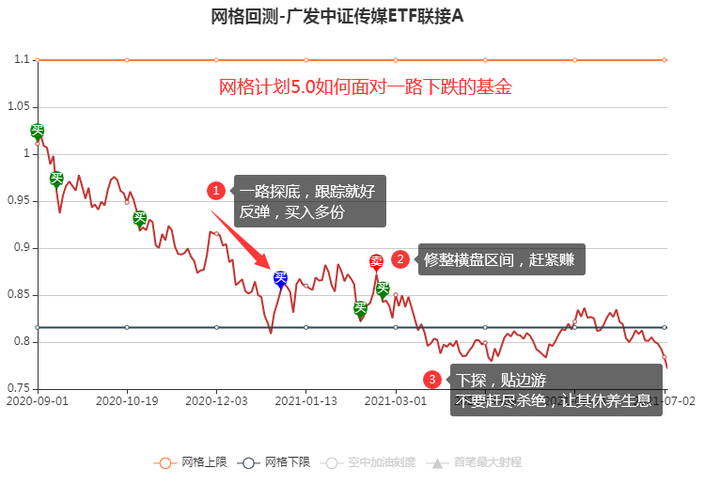 网格回测-广发中证传媒ETF联接A
网格计划5.0如何面对一路下跌的基金
1.1
1.05
1
0.95
0.9
0.85
0.8
0.75
买
买
买
买
买
卖
买
1
一路探底，跟踪就好
反弹，买入多份
2
修整横盘区间，赶紧赚
3
下探，贴边游
不要赶尽杀绝，让其休养生息
2020-09-01
2020-10-19
2020-12-03
2021-01-13
2021-03-01
1-07-02
网格上限
网格下限
空中加油刻度
首笔最大射程